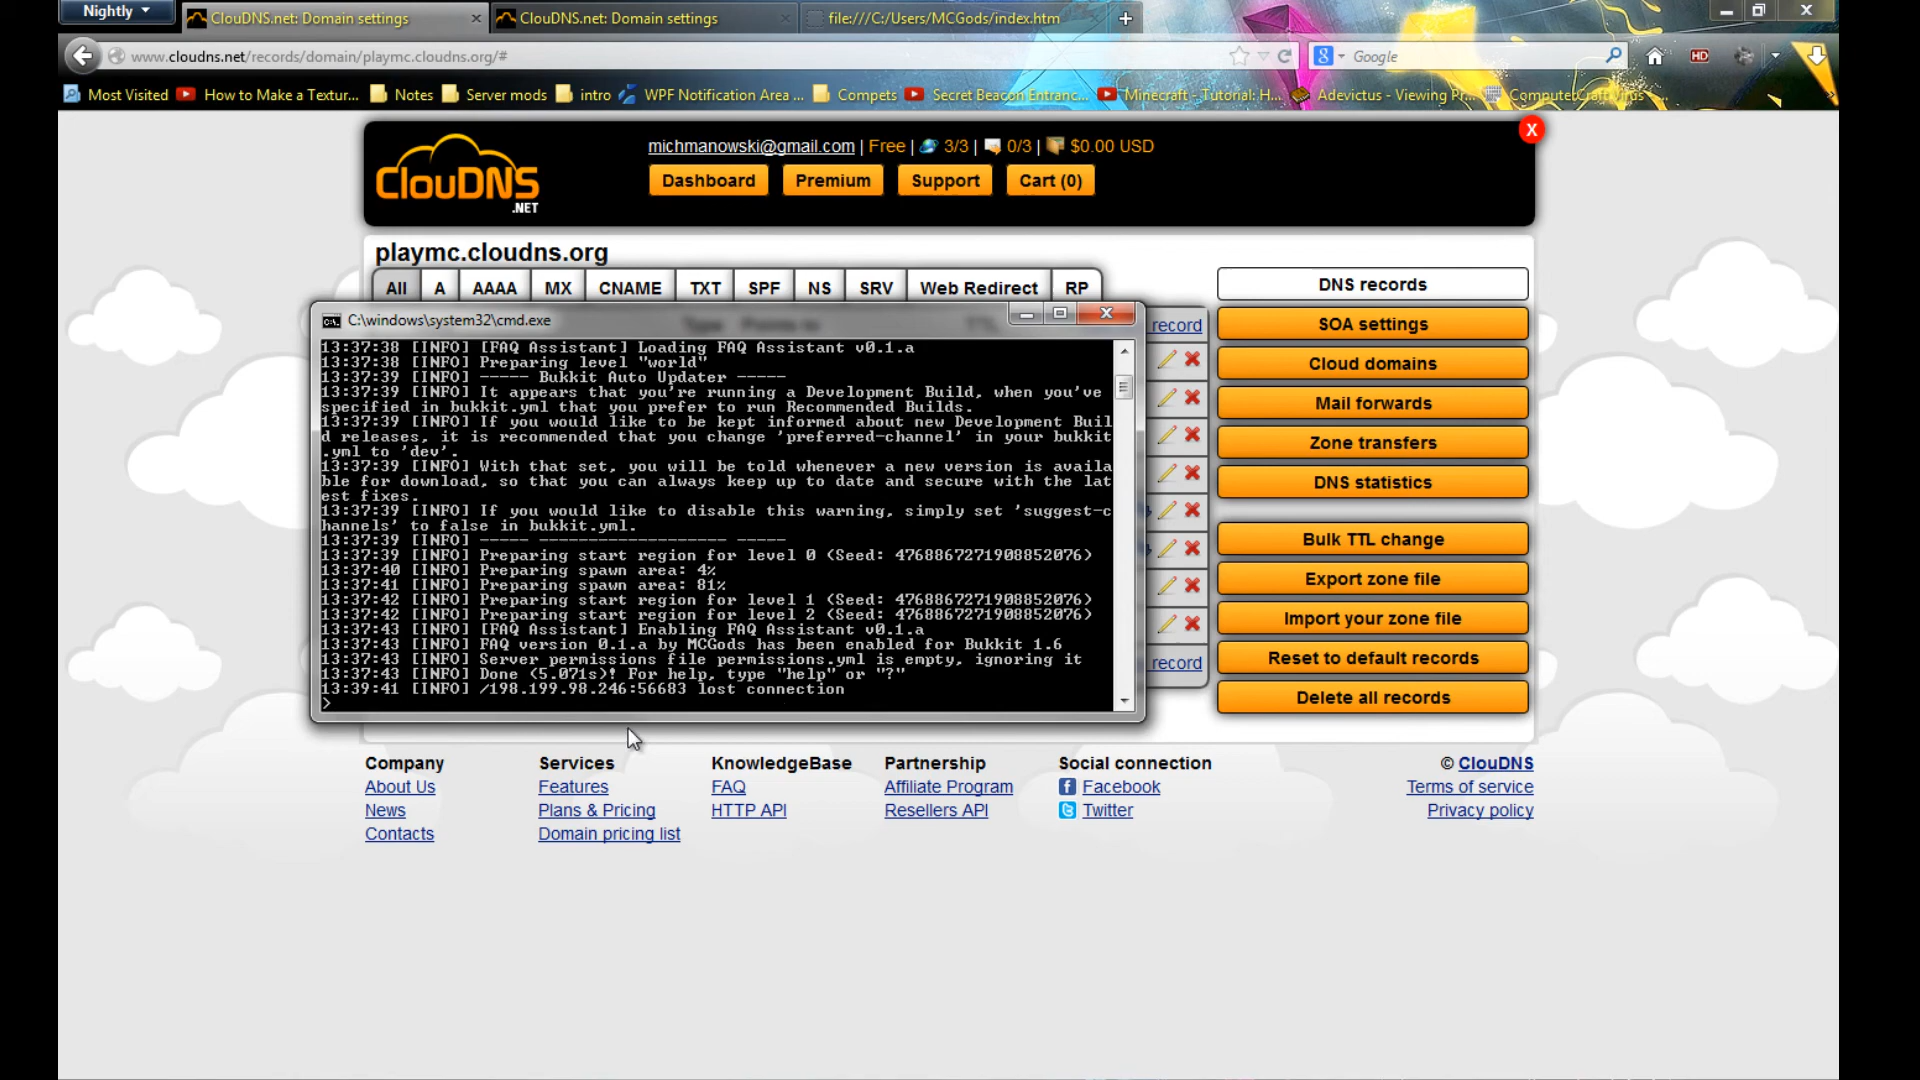 Nightly
ClouDNS.net: Domain settings
ClouDNS.net: Domain settings
file:///C:/Users/MCGods/index.htm
www.cloudns.net/records/domain/playmc.cloudns.org/#
Google
HD
Most Visited
How to Make a Textur...
Notes
Server mods
intro
WPF Notification Area ...
Compets
Secret Beacon Entranc...
Minecraft - Tutorial: H...
Adevictus - Viewing Pr...
ComputerCraft Virus - ...
X
ClouDNS
.NET
michmanowski@gmail.com | Free | 3/3 | 0/3 | $0.00 USD
Dashboard
Premium
Support
Cart (0)
playmc.cloudns.org
All
A
AAAA
MX
CNAME
TXT
SPF
NS
SRV
Web Redirect
RP
C:\windows\system32\cmd.exe
Type Points to TTL
record
13:37:38 [INFO] [FAQ Assistant] Loading FAQ Assistant v0.1.a
13:37:38 [INFO] Preparing level "world"
13:37:39 [INFO] ----- Bukkit Auto Updater -----
13:37:39 [INFO] It appears that you're running a Development Build, when you've
specified in bukkit.yml that you prefer to run Recommended Builds.
13:37:39 [INFO] If you would like to be kept informed about new Development Buil
d releases, it is recommended that you change 'preferred-channel' in your bukkit
.yml to 'dev'.
13:37:39 [INFO] With that set, you will be told whenever a new version is availa
ble for download, so that you can always keep up to date and secure with the lat
est fixes.
13:37:39 [INFO] If you would like to disable this warning, simply set 'suggest-c
hannels' to false in bukkit.yml.
13:37:39 [INFO] ----- ------------------- -----
13:37:39 [INFO] Preparing start region for level 0 (Seed: 4768867271908852076)
13:37:40 [INFO] Preparing spawn area: 4%
13:37:41 [INFO] Preparing spawn area: 81%
13:37:42 [INFO] Preparing start region for level 1 (Seed: 4768867271908852076)
13:37:42 [INFO] Preparing start region for level 2 (Seed: 4768867271908852076)
13:37:43 [INFO] [FAQ Assistant] Enabling FAQ Assistant v0.1.a
13:37:43 [INFO] FAQ version 0.1.a by MCGods has been enabled for Bukkit 1.6
13:37:43 [INFO] Server permissions file permissions.yml is empty, ignoring it
13:37:43 [INFO] Done (5.071s)! For help, type "help" or "?"
13:39:41 [INFO] /198.199.98.246:56683 lost connection
>
record
DNS records
SOA settings
Cloud domains
Mail forwards
Zone transfers
DNS statistics
Bulk TTL change
Export zone file
Import your zone file
Reset to default records
Delete all records
Company
About Us
News
Contacts
Services
Features
Plans & Pricing
Domain pricing list
KnowledgeBase
FAQ
HTTP API
Partnership
Affiliate Program
Resellers API
Social connection
Facebook
Twitter
© ClouDNS
Terms of service
Privacy policy